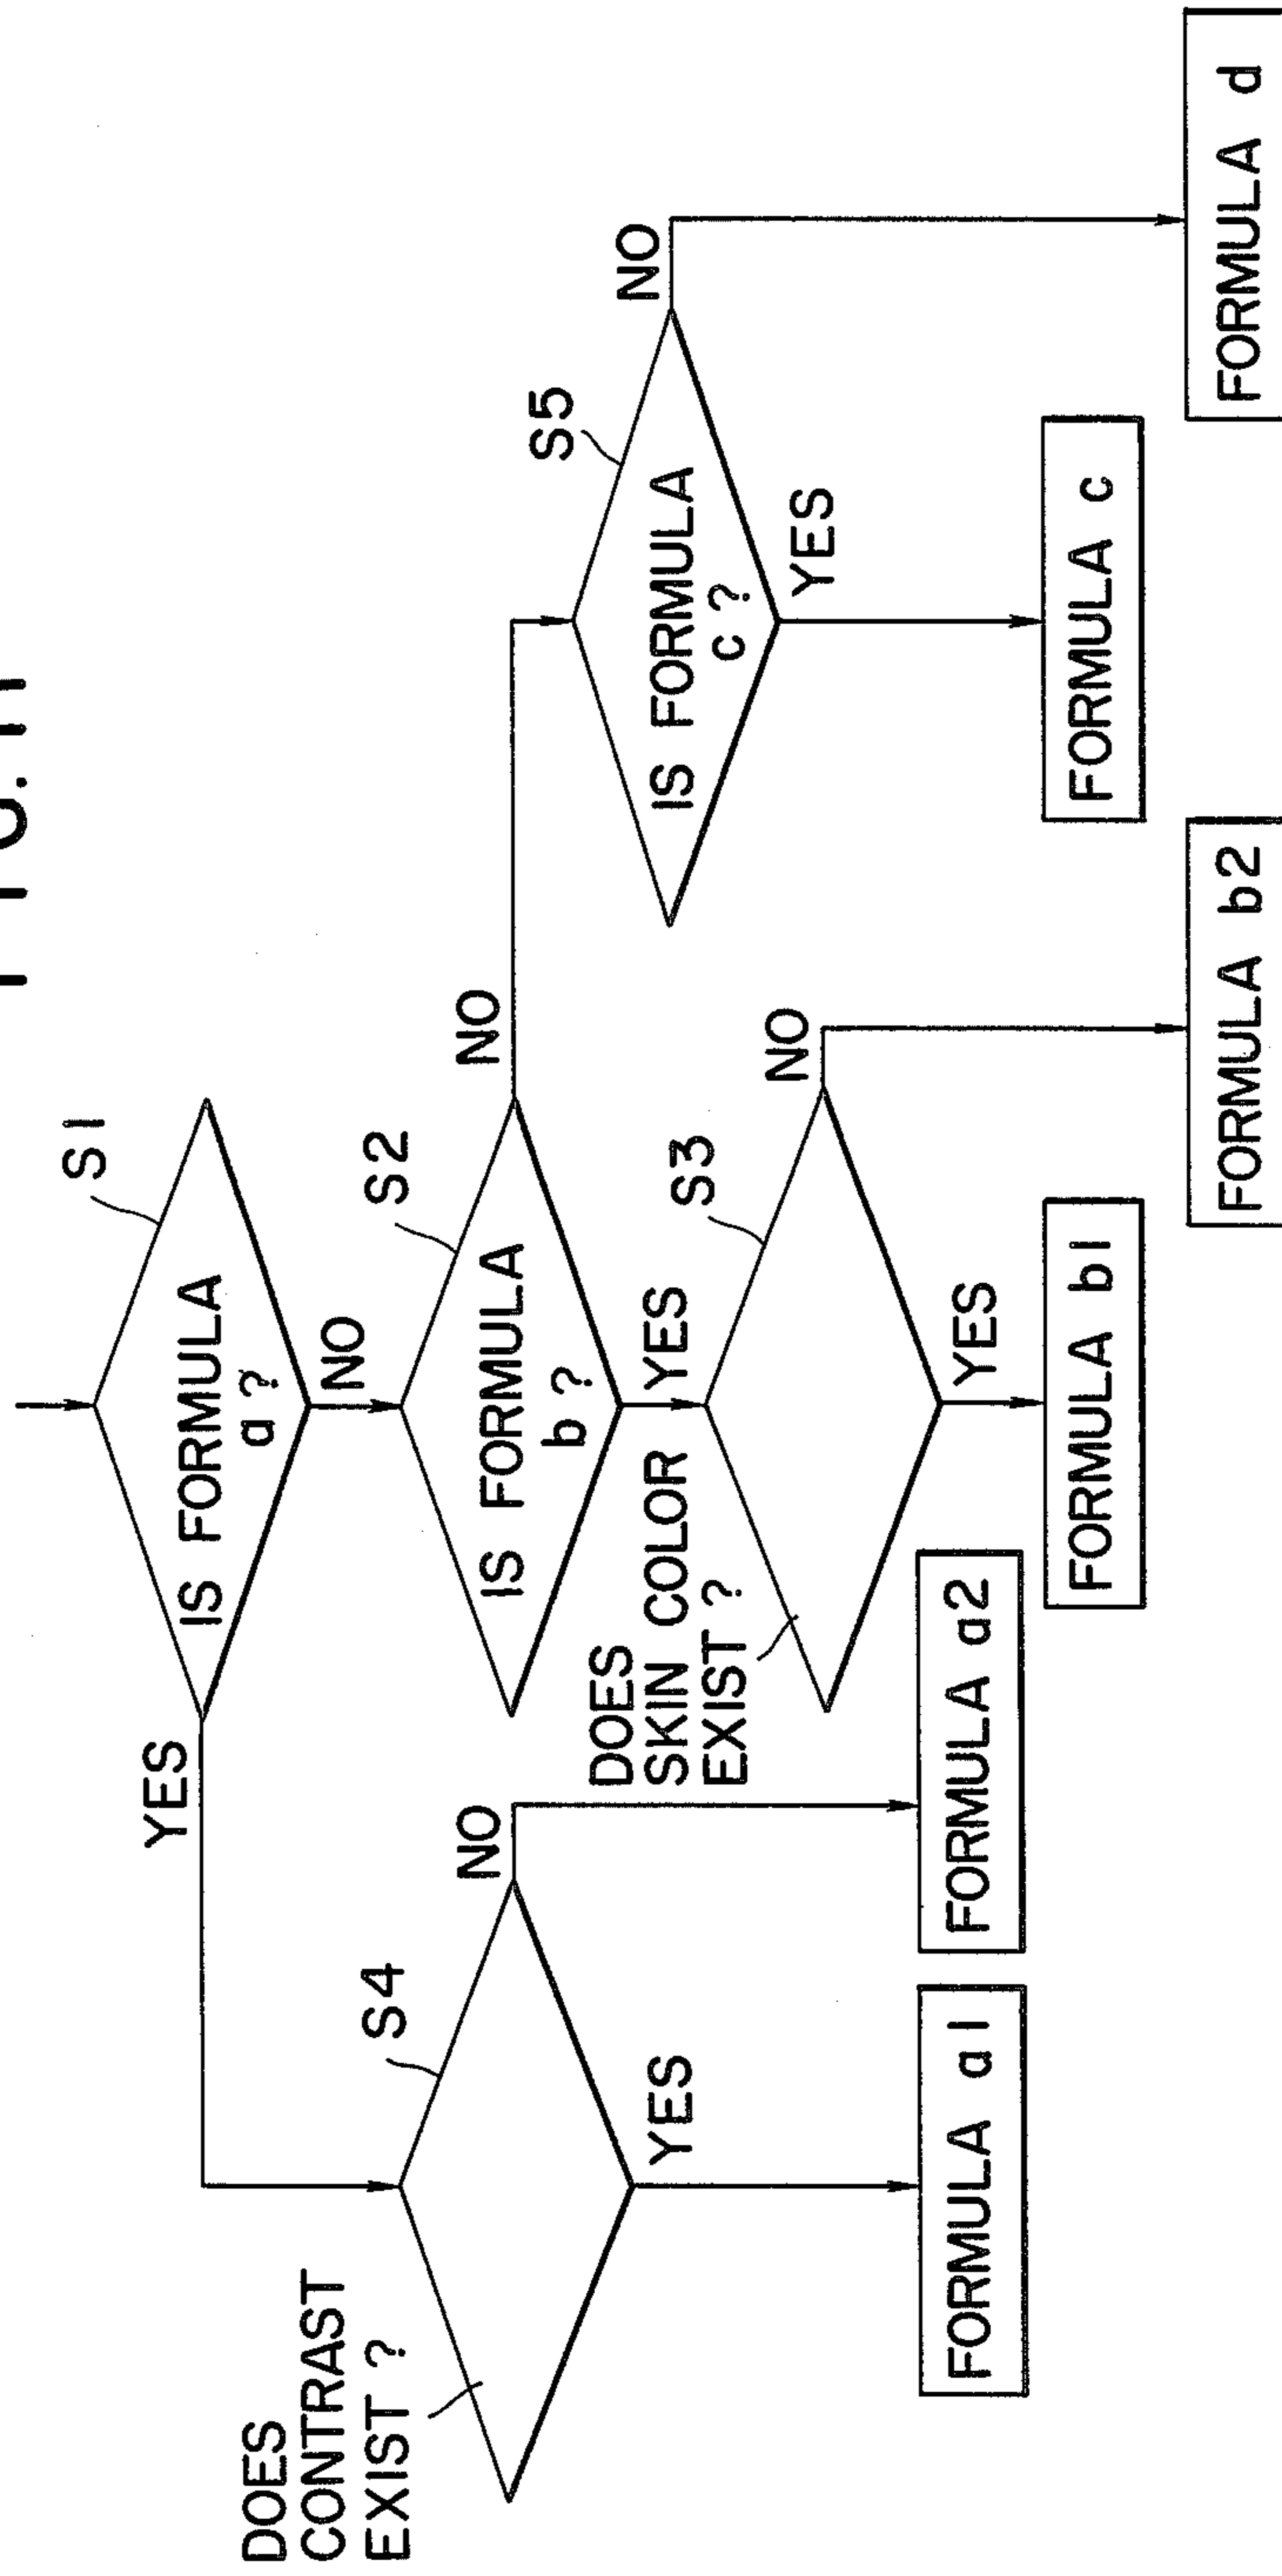 FIG. 11
S1
IS FORMULA
a ?
YES
NO
DOES
CONTRAST
EXIST ?
S4
NO
YES
S2
IS FORMULA
b ?
NO
YES
DOES
SKIN COLOR
EXIST ?
S3
NO
YES
S5
IS FORMULA
c ?
NO
YES
FORMULA a1
FORMULA a2
FORMULA b1
FORMULA b2
FORMULA c
FORMULA d